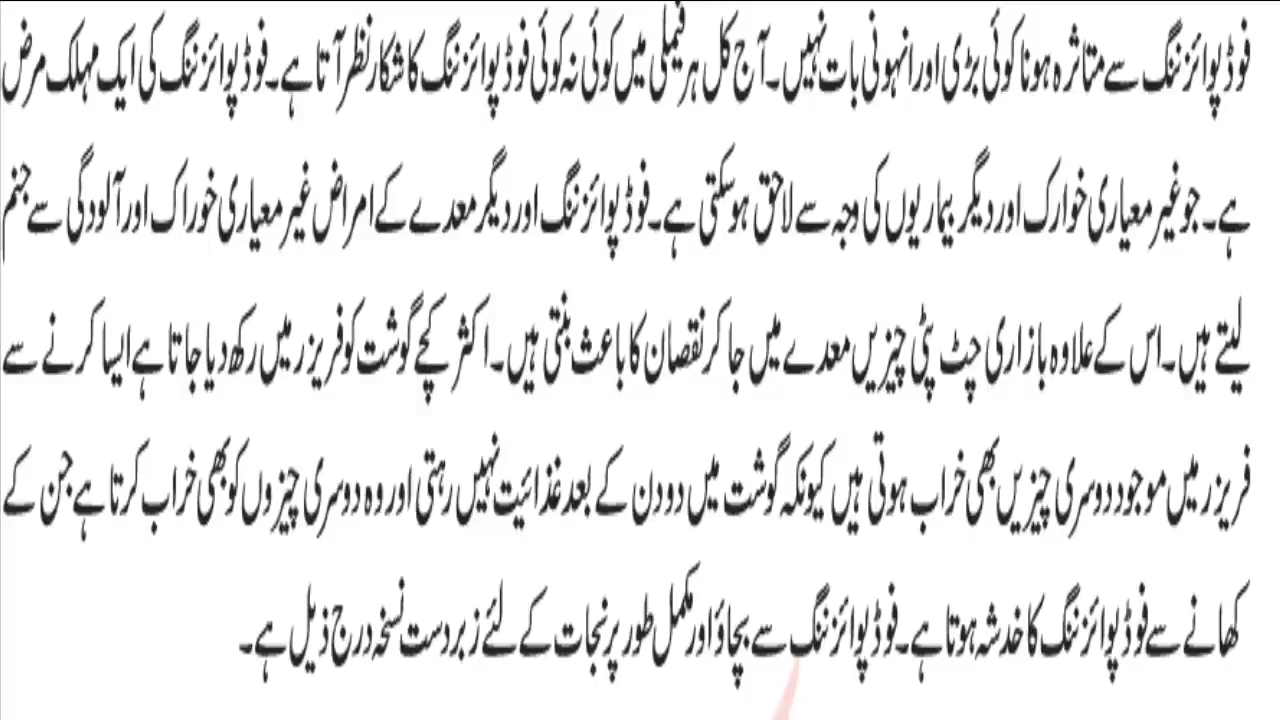 فوڈ پوائزننگ سے متاثرہ ہونا کوئی بڑی اور انہونی بات نہیں۔ آج کل ہر فیملی میں کوئی نہ کوئی فوڈ پوائزننگ کا شکار نظر آتا ہے۔ فوڈ پوائزننگ کی ایک مہلک مرض
ہے۔ جو غیر معیاری خوارک اور دیگر بیماریوں کی وجہ سے لاحق ہوسکتی ہے۔ فوڈ پوائزننگ اور دیگر معدے کے امراض غیر معیاری خوراک اور آلودگی سے جنم
لیتے ہیں۔ اس کے علاوہ بازاری چٹ پٹی چیزیں معدے میں جا کر نقصان کا باعث بنتی ہیں۔ اکثر کچے گوشت کو فریزر میں رکھ دیا جاتا ہے ایسا کرنے سے
فریزر میں موجود دوسری چیزیں بھی خراب ہوتی ہیں کیونکہ گوشت میں دو دن کے بعد غذائیت نہیں رہتی اور وہ دوسری چیزوں کو بھی خراب کرتا ہے جن کے
کھانے سے فوڈ پوائزننگ کا خدشہ ہوتا ہے۔ فوڈ پوائزننگ سے بچاؤ اور مکمل طور پر نجات کے لئے زبردست نسخہ درج ذیل ہے۔